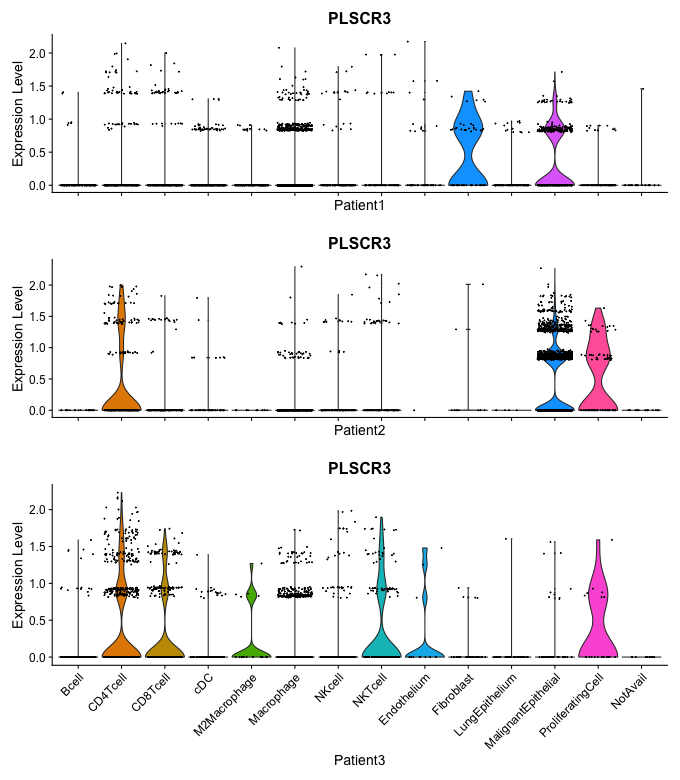 PLSCR3
Expression Level
2.0
1.5
1.0
0.5
0.0
Patient1
PLSCR3
Expression Level
2.0
1.5
1.0
0.5
0.0
Patient2
PLSCR3
Expression Level
2.0
1.5
1.0
0.5
0.0
Bcell
CD4Tcell
CD8Tcell
cDC
M2Macrophage
Macrophage
NKcell
NKTcell
Endothelium
Fibroblast
LungEpithelium
MalignantEpithelial
ProliferatingCell
NotAvail
Patient3